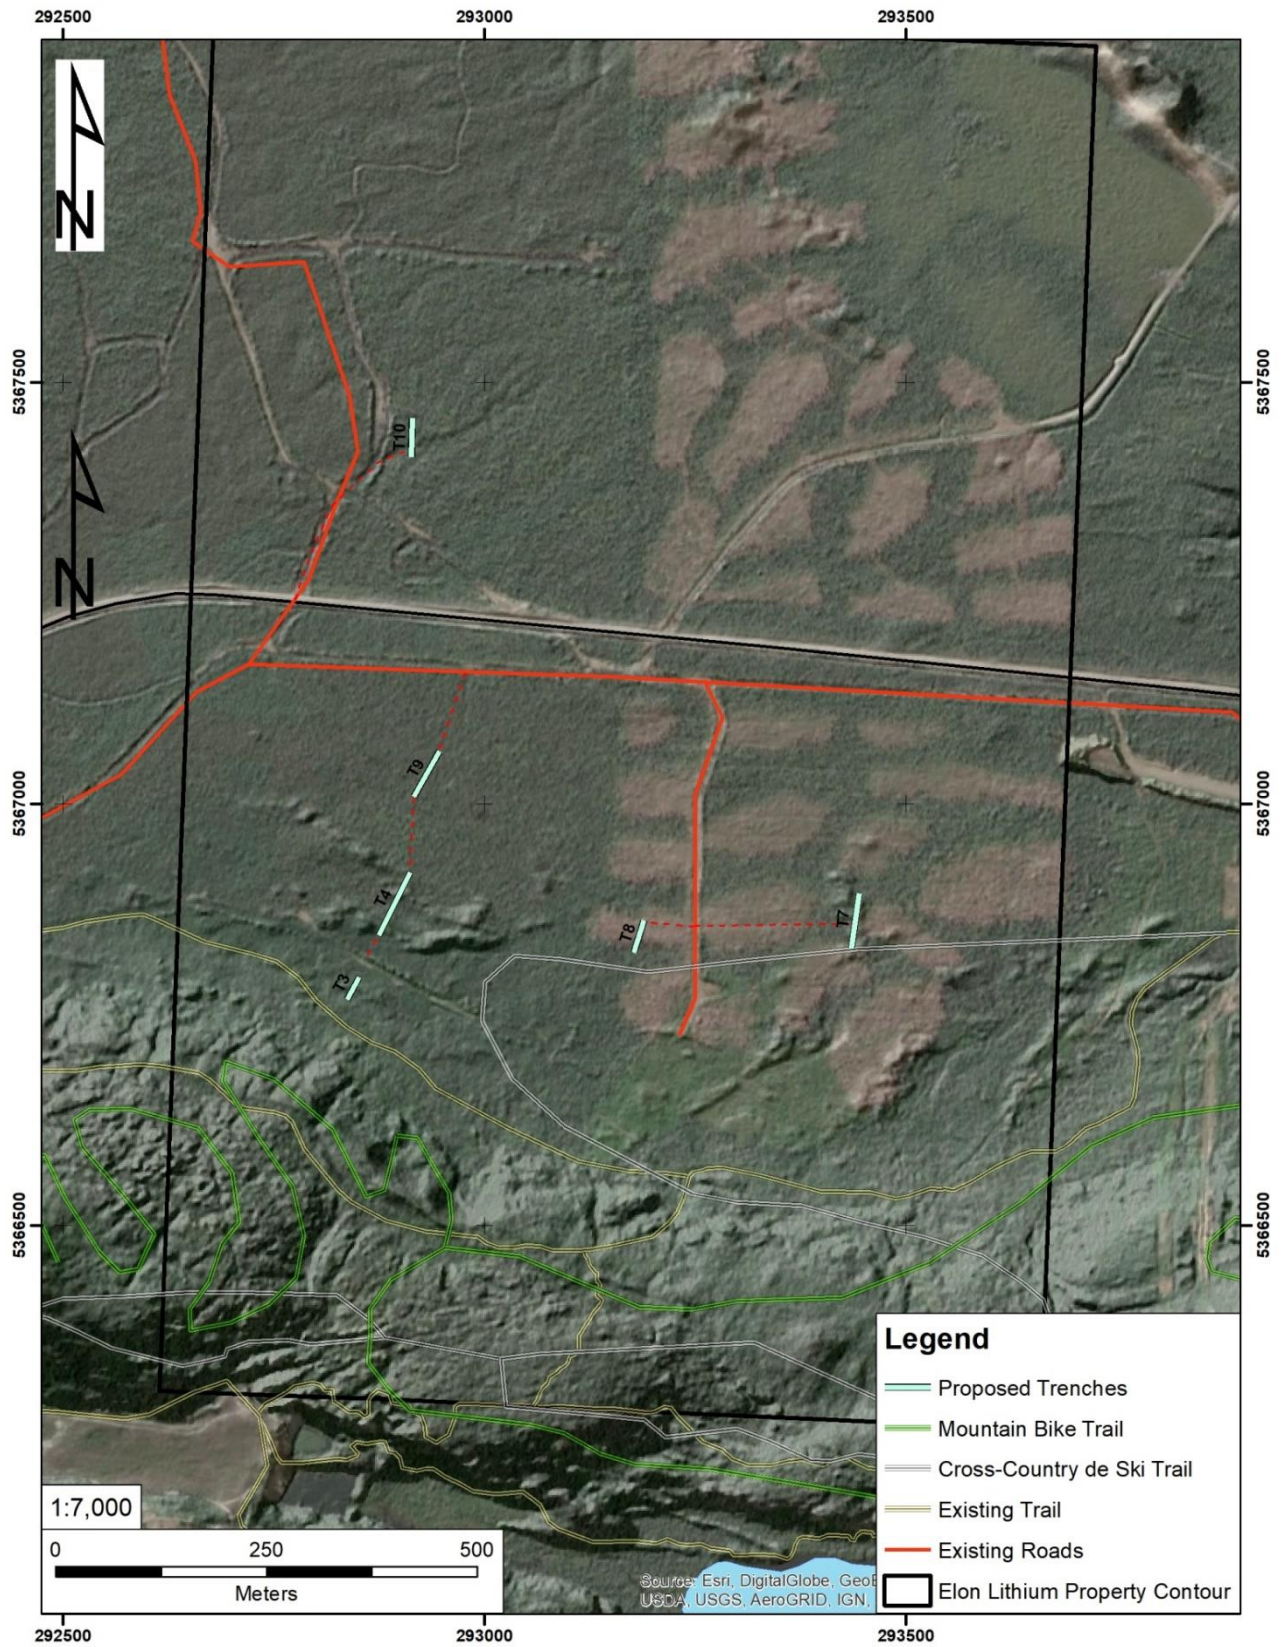 292500 293000 293500
N
5367500 5367500
T10
N
T9
5367000 5367000
T4
T8 T7
T3
5366500 5366500
Legend
Proposed Trenches
Mountain Bike Trail
Cross-Country de Ski Trail
Existing Trail
Existing Roads
Elon Lithium Property Contour
1:7,000
0 250 500
Meters
Source: Esri, DigitalGlobe, GeoE
USDA, USGS, AeroGRID, IGN,
292500 293000 293500